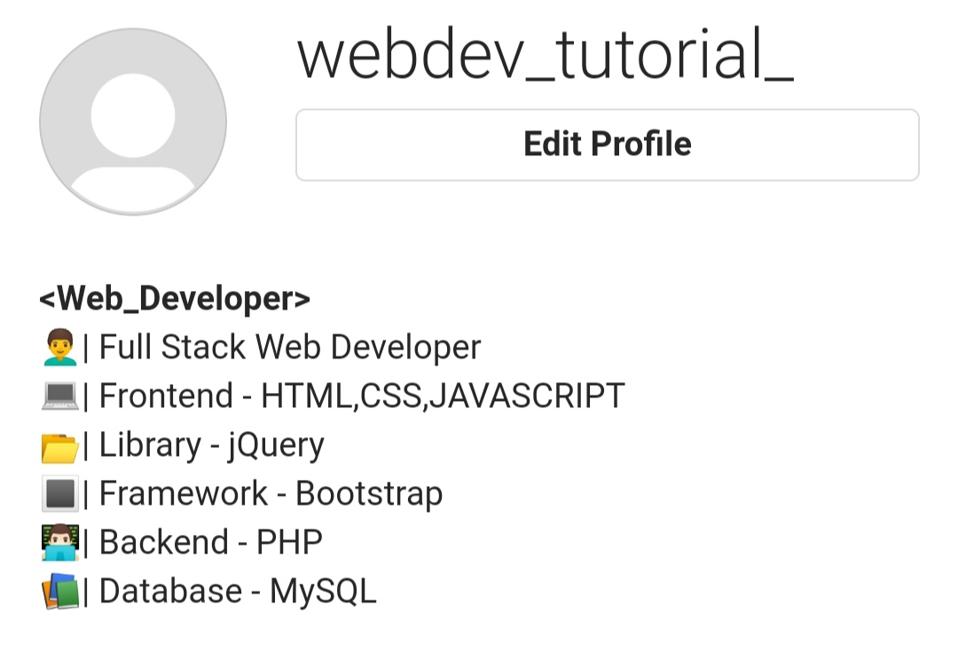 webdev_tutorial_
Edit Profile
<Web_Developer>
👨‍🦱| Full Stack Web Developer
💻| Frontend - HTML,CSS,JAVASCRIPT
📂| Library - jQuery
🔳| Framework - Bootstrap
👨🏻‍💻| Backend - PHP
📚| Database - MySQL